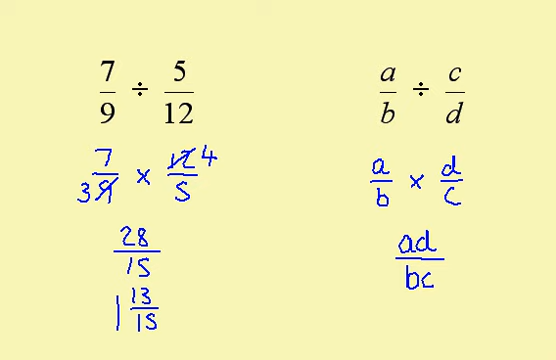 7/9 ÷ 5/12
7/3 9 × 12 4/5
28/15
1 13/15
a/b ÷ c/d
a/b × d/c
ad/bc